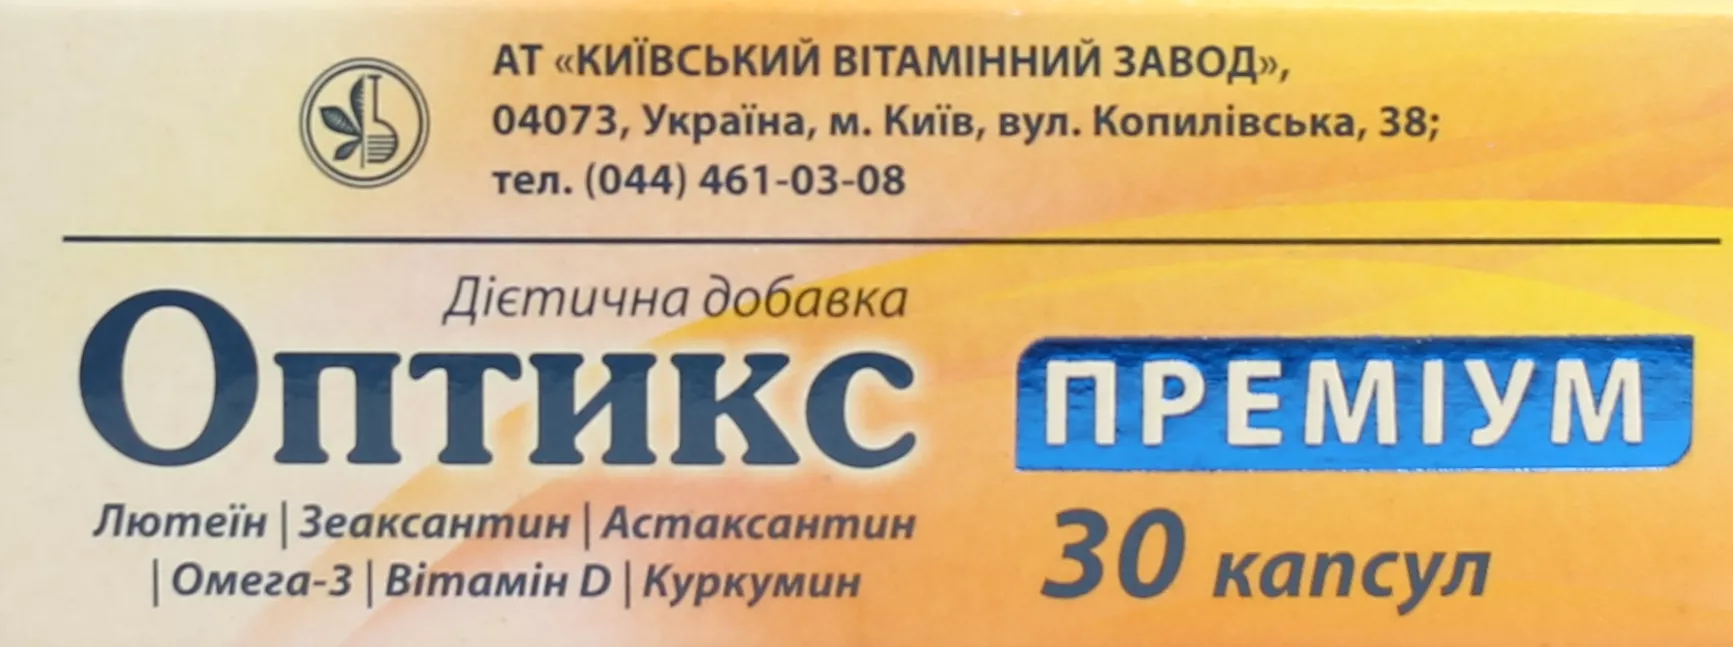 АТ «КИЇВСЬКИЙ ВІТАМІННИЙ ЗАВОД»,
04073, Україна, м. Київ, вул. Копилівська, 38;
тел. (044) 461-03-08
Дієтична добавка
Оптикс
ПРЕМІУМ
Лютеїн | Зеаксантин | Астаксантин
| Омега-3 | Вітамін D | Куркумин
30 капсул